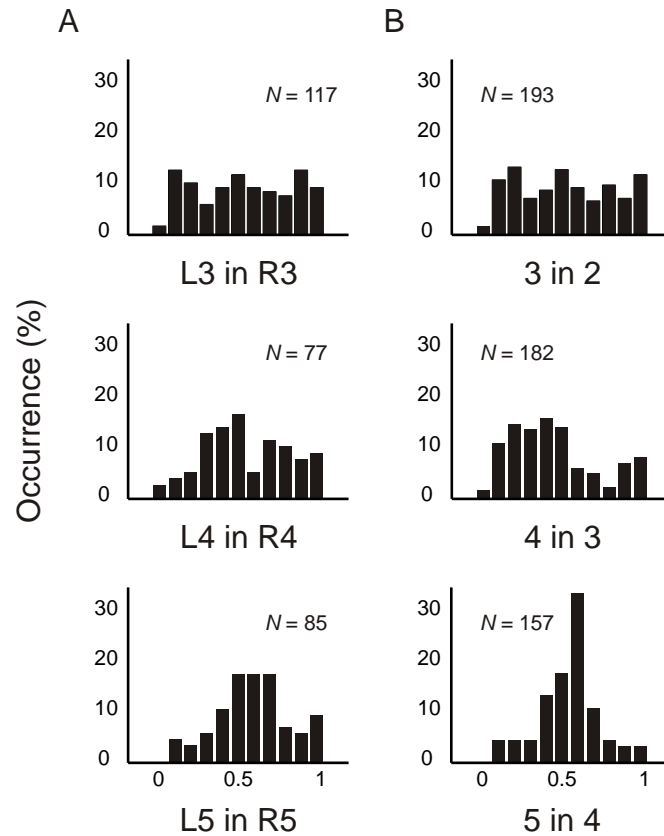 A
B
30
20
10
0
N = 117
L3 in R3
30
20
10
0
N = 193
3 in 2
Occurrence (%)
30
20
10
0
N = 77
L4 in R4
30
20
10
0
N = 182
4 in 3
30
20
10
0
N = 85
0 0.5 1
L5 in R5
30
20
10
0
N = 157
0 0.5 1
5 in 4